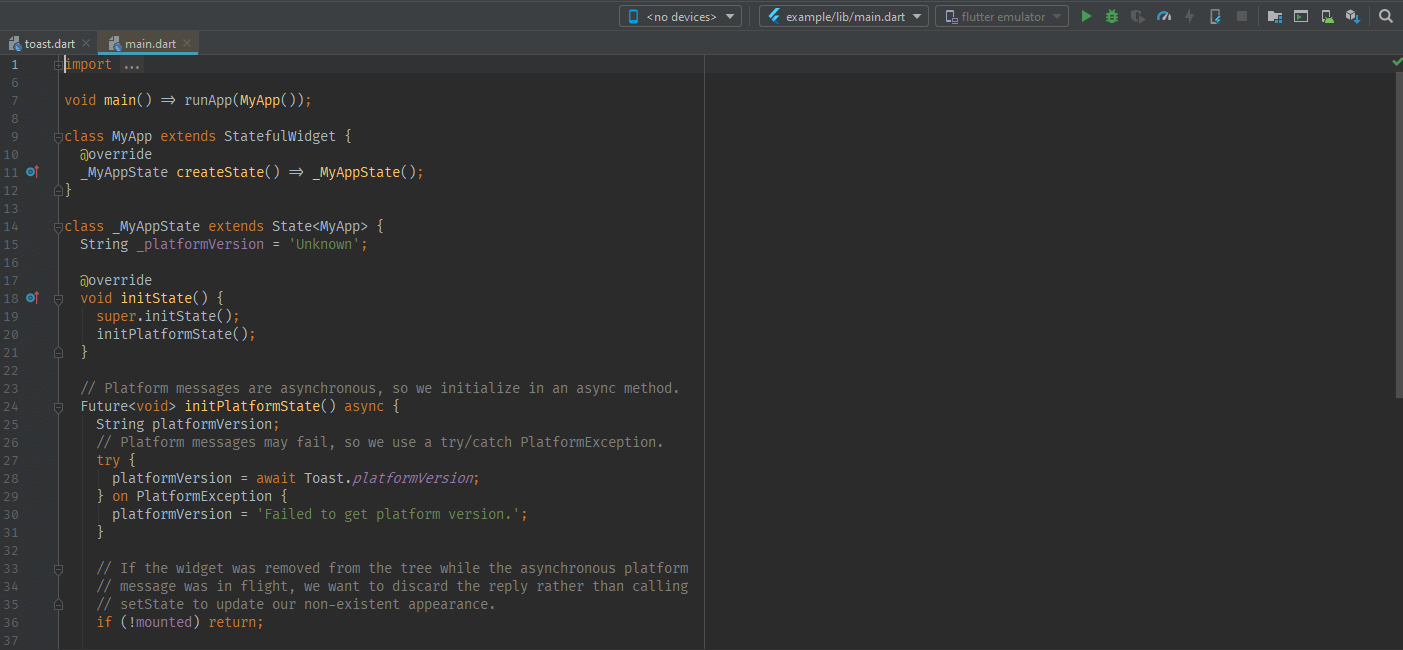 <no devices> example/lib/main.dart flutter emulator
toast.dart main.dart
1 import ...
6
7 void main() => runApp(MyApp());
8
9 class MyApp extends StatefulWidget {
10 @override
11 _MyAppState createState() => _MyAppState();
12 }
13
14 class _MyAppState extends State<MyApp> {
15 String _platformVersion = 'Unknown';
16
17 @override
18 void initState() {
19 super.initState();
20 initPlatformState();
21 }
22
23 // Platform messages are asynchronous, so we initialize in an async method.
24 Future<void> initPlatformState() async {
25 String platformVersion;
26 // Platform messages may fail, so we use a try/catch PlatformException.
27 try {
28 platformVersion = await Toast.platformVersion;
29 } on PlatformException {
30 platformVersion = 'Failed to get platform version.';
31 }
32
33 // If the widget was removed from the tree while the asynchronous platform
34 // message was in flight, we want to discard the reply rather than calling
35 // setState to update our non-existent appearance.
36 if (!mounted) return;
37